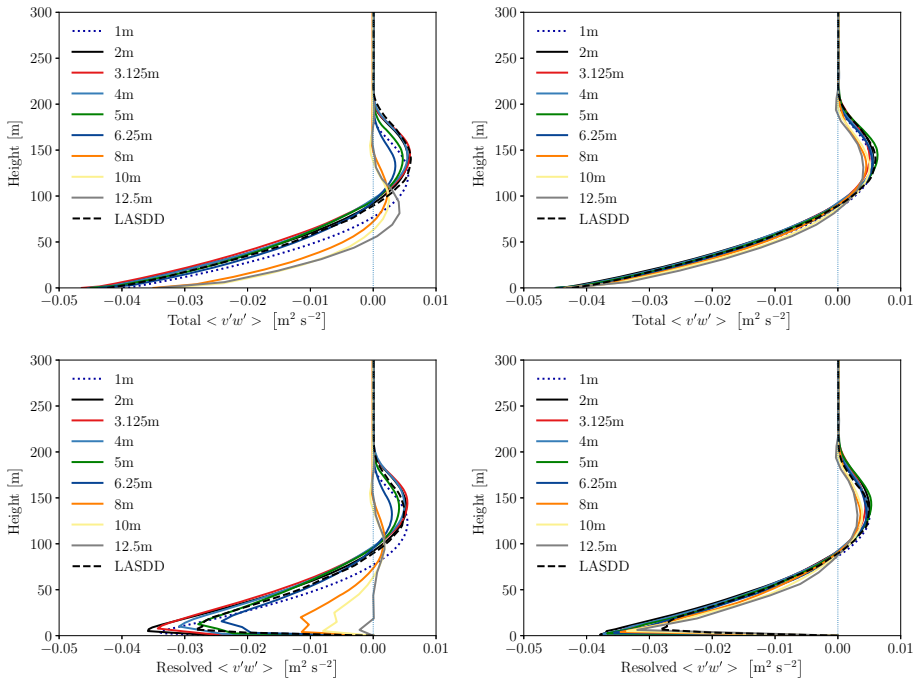 300
250
200
150
100
50
0
Height [m]
1m
2m
3.125m
4m
5m
6.25m
8m
10m
12.5m
LASDD
−0.05 −0.04 −0.03 −0.02 −0.01 0.00 0.01
Total < v′w′ > [m² s⁻²]
300
250
200
150
100
50
0
Height [m]
1m
2m
3.125m
4m
5m
6.25m
8m
10m
12.5m
LASDD
−0.05 −0.04 −0.03 −0.02 −0.01 0.00 0.01
Total < v′w′ > [m² s⁻²]
300
250
200
150
100
50
0
Height [m]
1m
2m
3.125m
4m
5m
6.25m
8m
10m
12.5m
LASDD
−0.05 −0.04 −0.03 −0.02 −0.01 0.00 0.01
Resolved < v′w′ > [m² s⁻²]
300
250
200
150
100
50
0
Height [m]
1m
2m
3.125m
4m
5m
6.25m
8m
10m
12.5m
LASDD
−0.05 −0.04 −0.03 −0.02 −0.01 0.00 0.01
Resolved < v′w′ > [m² s⁻²]